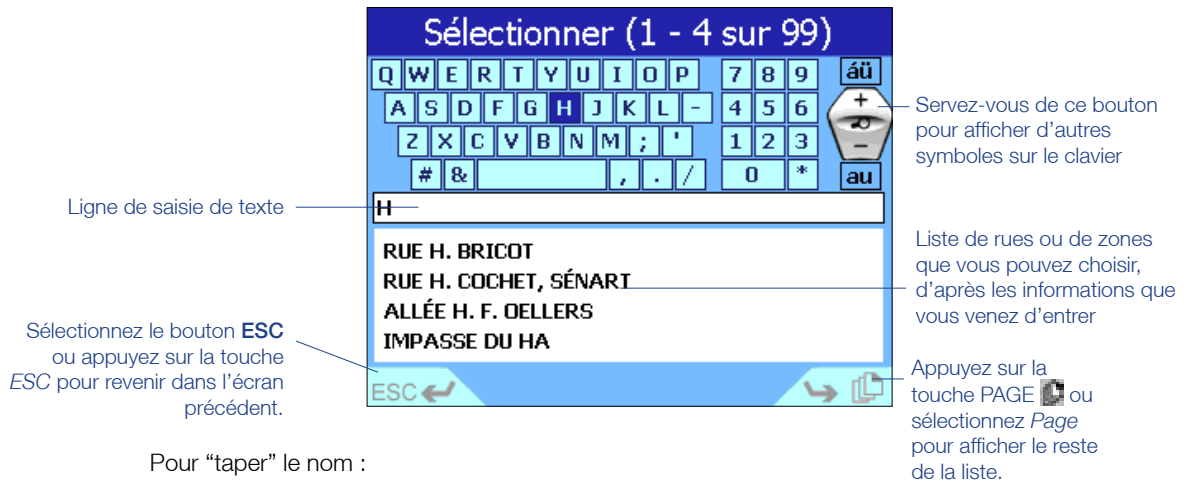 Sélectionner (1 - 4 sur 99)
Q W E R T Y U I O P 7 8 9 áü
A S D F G H J K L - 4 5 6 +
Z X C V B N M ; ' 1 2 3 -
# & , . / 0 * au
Servez-vous de ce bouton
pour afficher d'autres
symboles sur le clavier
Ligne de saisie de texte
H
RUE H. BRICOT
RUE H. COCHET, SÉNART
ALLÉE H. F. OELLERS
IMPASSE DU HA
Liste de rues ou de zones
que vous pouvez choisir,
d'après les informations que
vous venez d'entrer
Sélectionnez le bouton ESC
ou appuyez sur la touche
ESC pour revenir dans l'écran
précédent.
ESC
Appuyez sur la
touche PAGE ou
sélectionnez Page
pour afficher le reste
de la liste.
Pour “taper” le nom :